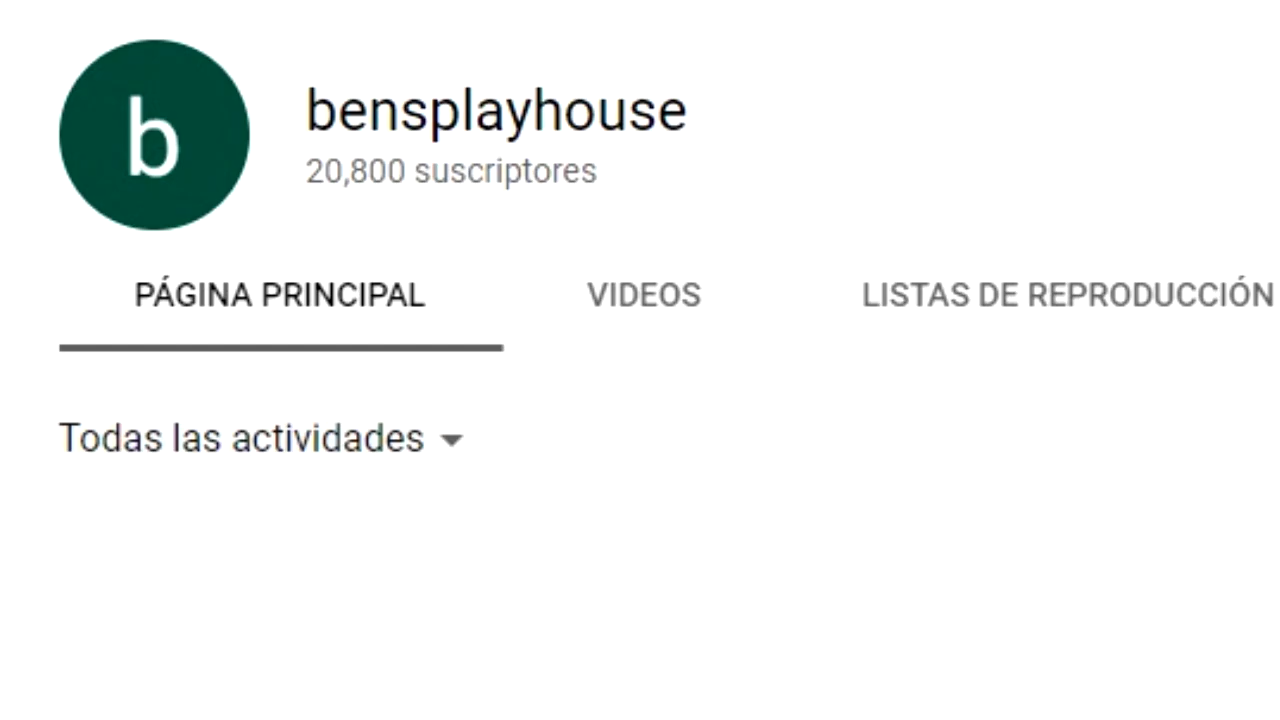 b
bensplayhouse
20,800 suscriptores
PÁGINA PRINCIPAL VIDEOS LISTAS DE REPRODUCCIÓN
Todas las actividades